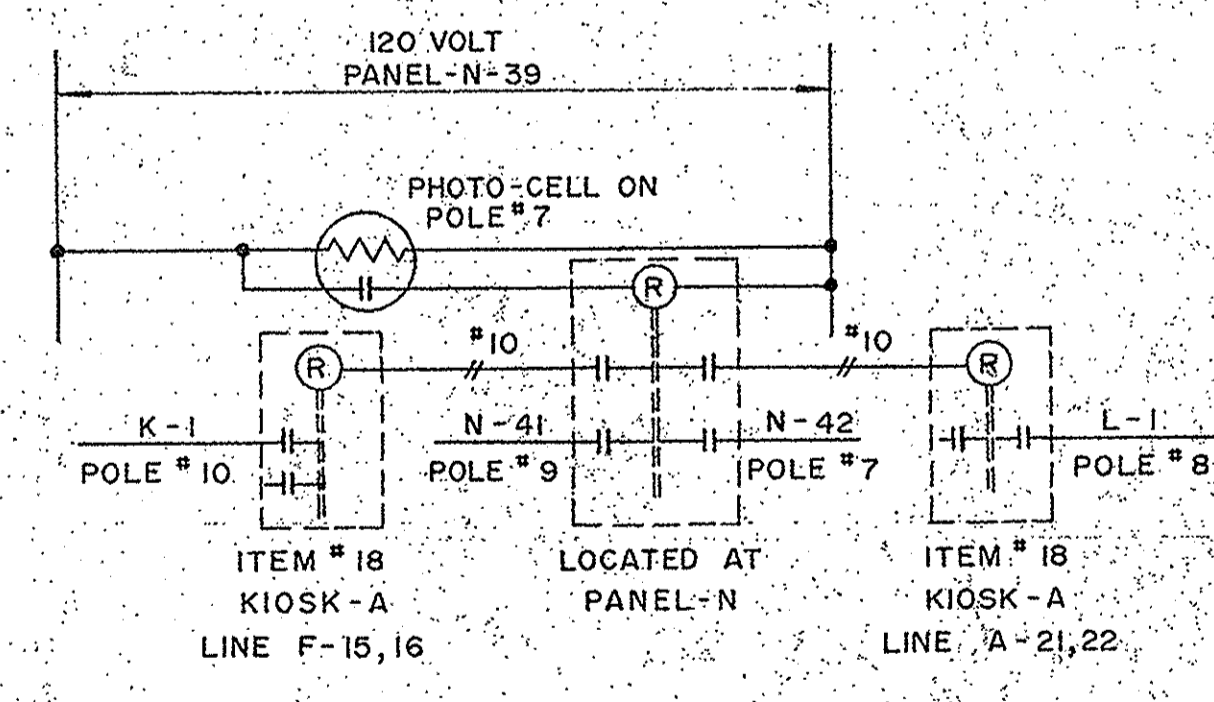 120 VOLT
PANEL-N-39
PHOTO-CELL ON
POLE #7
R
#10
#10
R
R
K-1
POLE #10
N-41
POLE #9
N-42
POLE #7
L-1
POLE #8
ITEM #18
KIOSK-A
LINE F-15,16
LOCATED AT
PANEL-N
ITEM #18
KIOSK-A
LINE A-21,22